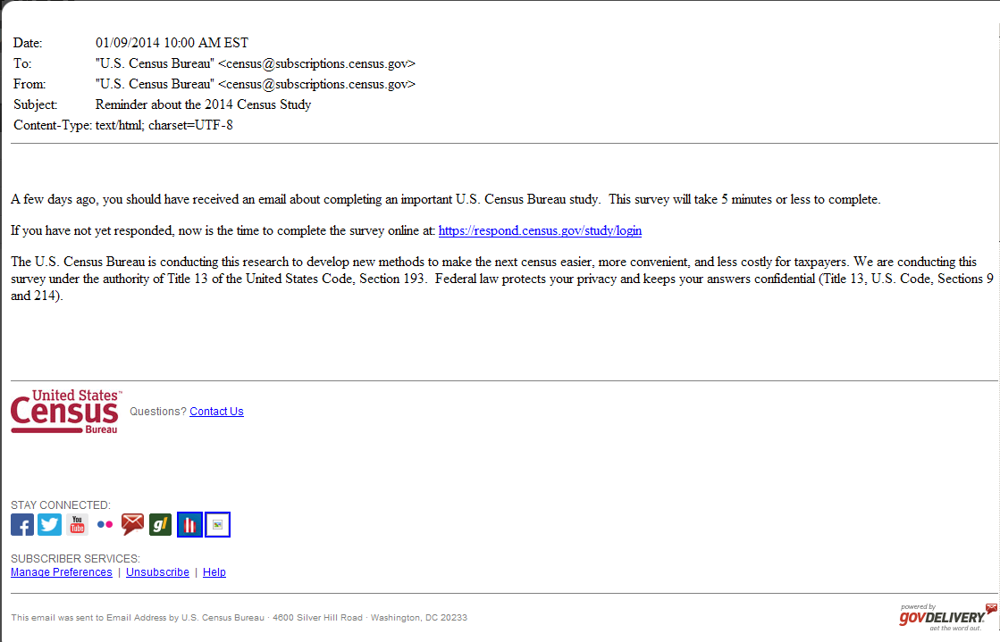 Date: 01/09/2014 10:00 AM EST
To: "U.S. Census Bureau" <census@subscriptions.census.gov>
From: "U.S. Census Bureau" <census@subscriptions.census.gov>
Subject: Reminder about the 2014 Census Study
Content-Type: text/html; charset=UTF-8
A few days ago, you should have received an email about completing an important U.S. Census Bureau study.  This survey will take 5 minutes or less to complete.
If you have not yet responded, now is the time to complete the survey online at: https://respond.census.gov/study/login
The U.S. Census Bureau is conducting this research to develop new methods to make the next census easier, more convenient, and less costly for taxpayers. We are conducting this
survey under the authority of Title 13 of the United States Code, Section 193.  Federal law protects your privacy and keeps your answers confidential (Title 13, U.S. Code, Sections 9
and 214).
United States™
Census
Bureau
Questions? Contact Us
STAY CONNECTED:
You Tube gl
SUBSCRIBER SERVICES:
Manage Preferences | Unsubscribe | Help
This email was sent to Email Address by U.S. Census Bureau · 4600 Silver Hill Road · Washington, DC 20233
powered by
GOVDELIVERY
get the word out.